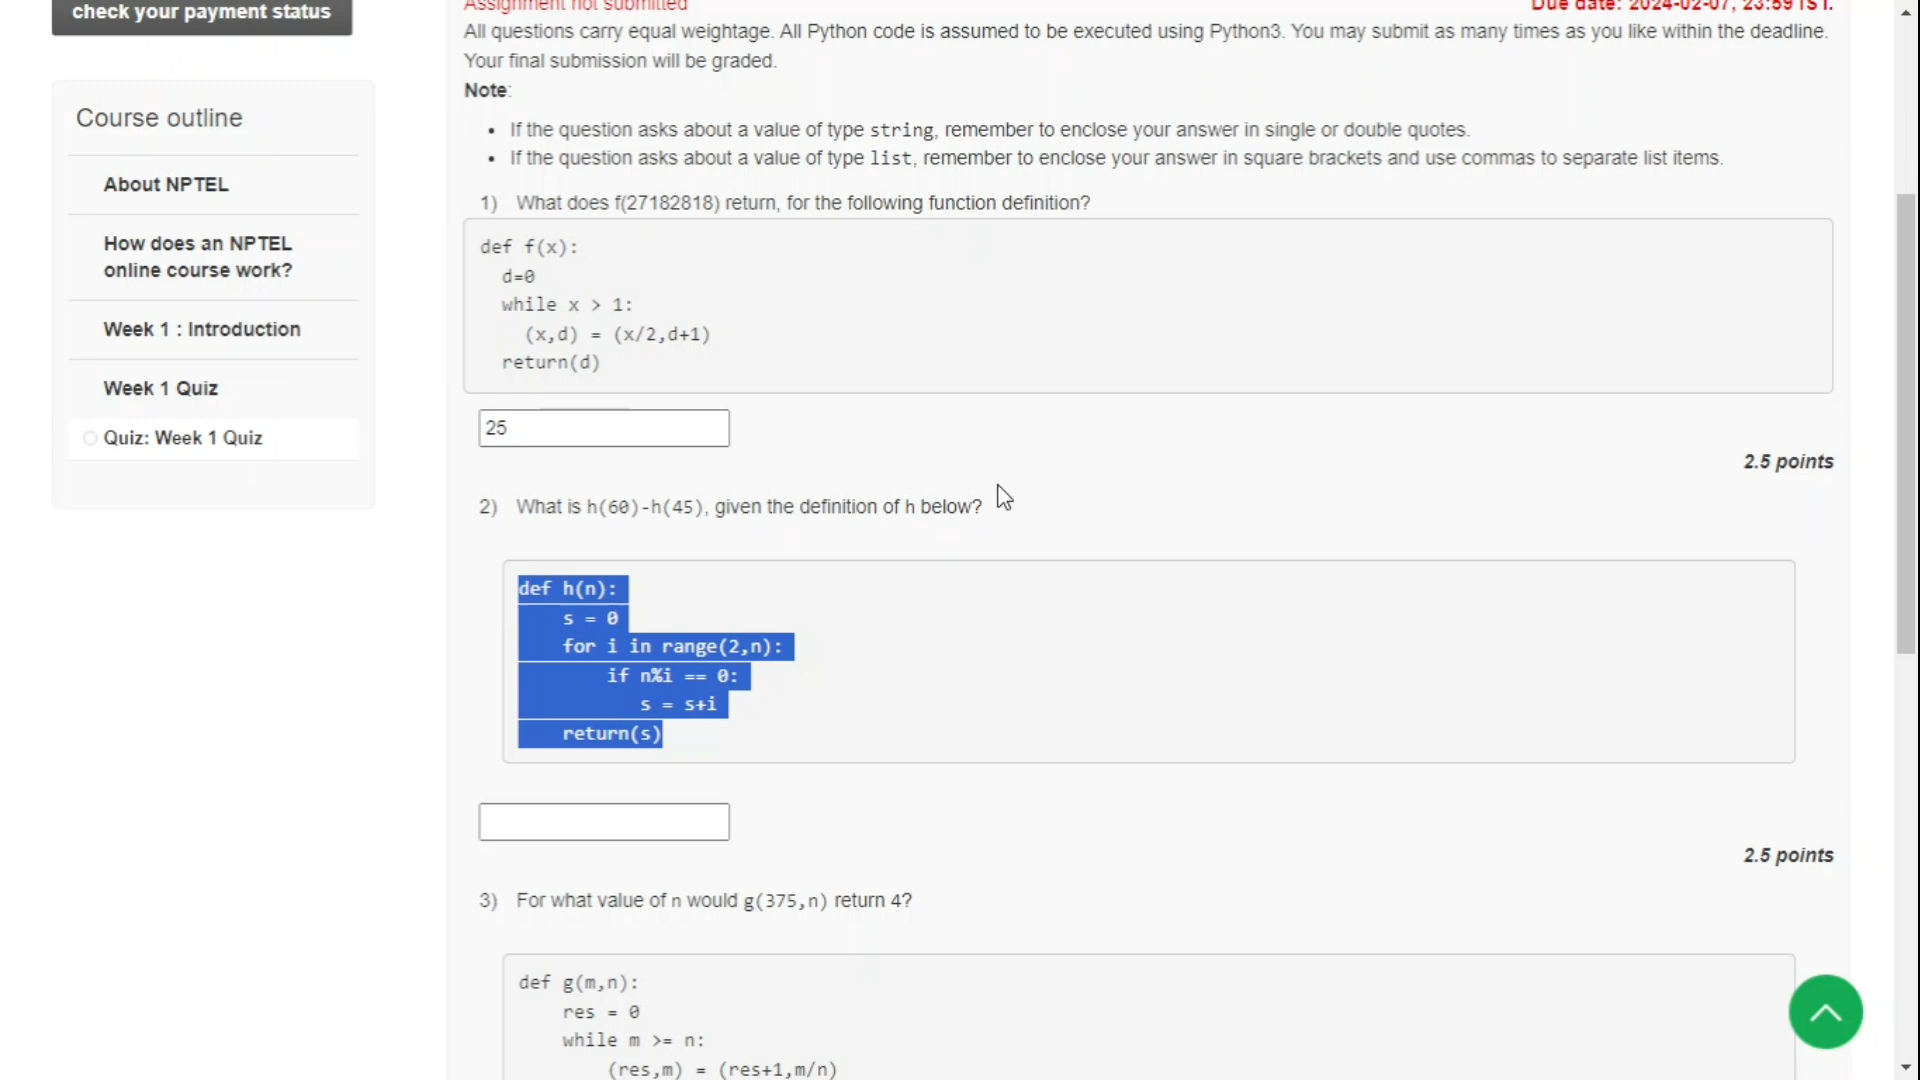 check your payment status
Course outline
About NPTEL
How does an NPTEL
online course work?
Week 1 : Introduction
Week 1 Quiz
Quiz: Week 1 Quiz
Assignment not submitted
Due date: 2024-02-07, 23:59 IST.
All questions carry equal weightage. All Python code is assumed to be executed using Python3. You may submit as many times as you like within the deadline.
Your final submission will be graded.
Note:
• If the question asks about a value of type string, remember to enclose your answer in single or double quotes.
• If the question asks about a value of type list, remember to enclose your answer in square brackets and use commas to separate list items.
1) What does f(27182818) return, for the following function definition?
def f(x):
d=0
while x > 1:
(x,d) = (x/2,d+1)
return(d)
25
2.5 points
2) What is h(60)-h(45), given the definition of h below?
def h(n):
s = 0
for i in range(2,n):
if n%i == 0:
s = s+i
return(s)
2.5 points
3) For what value of n would g(375,n) return 4?
def g(m,n):
res = 0
while m >= n:
(res,m) = (res+1,m/n)